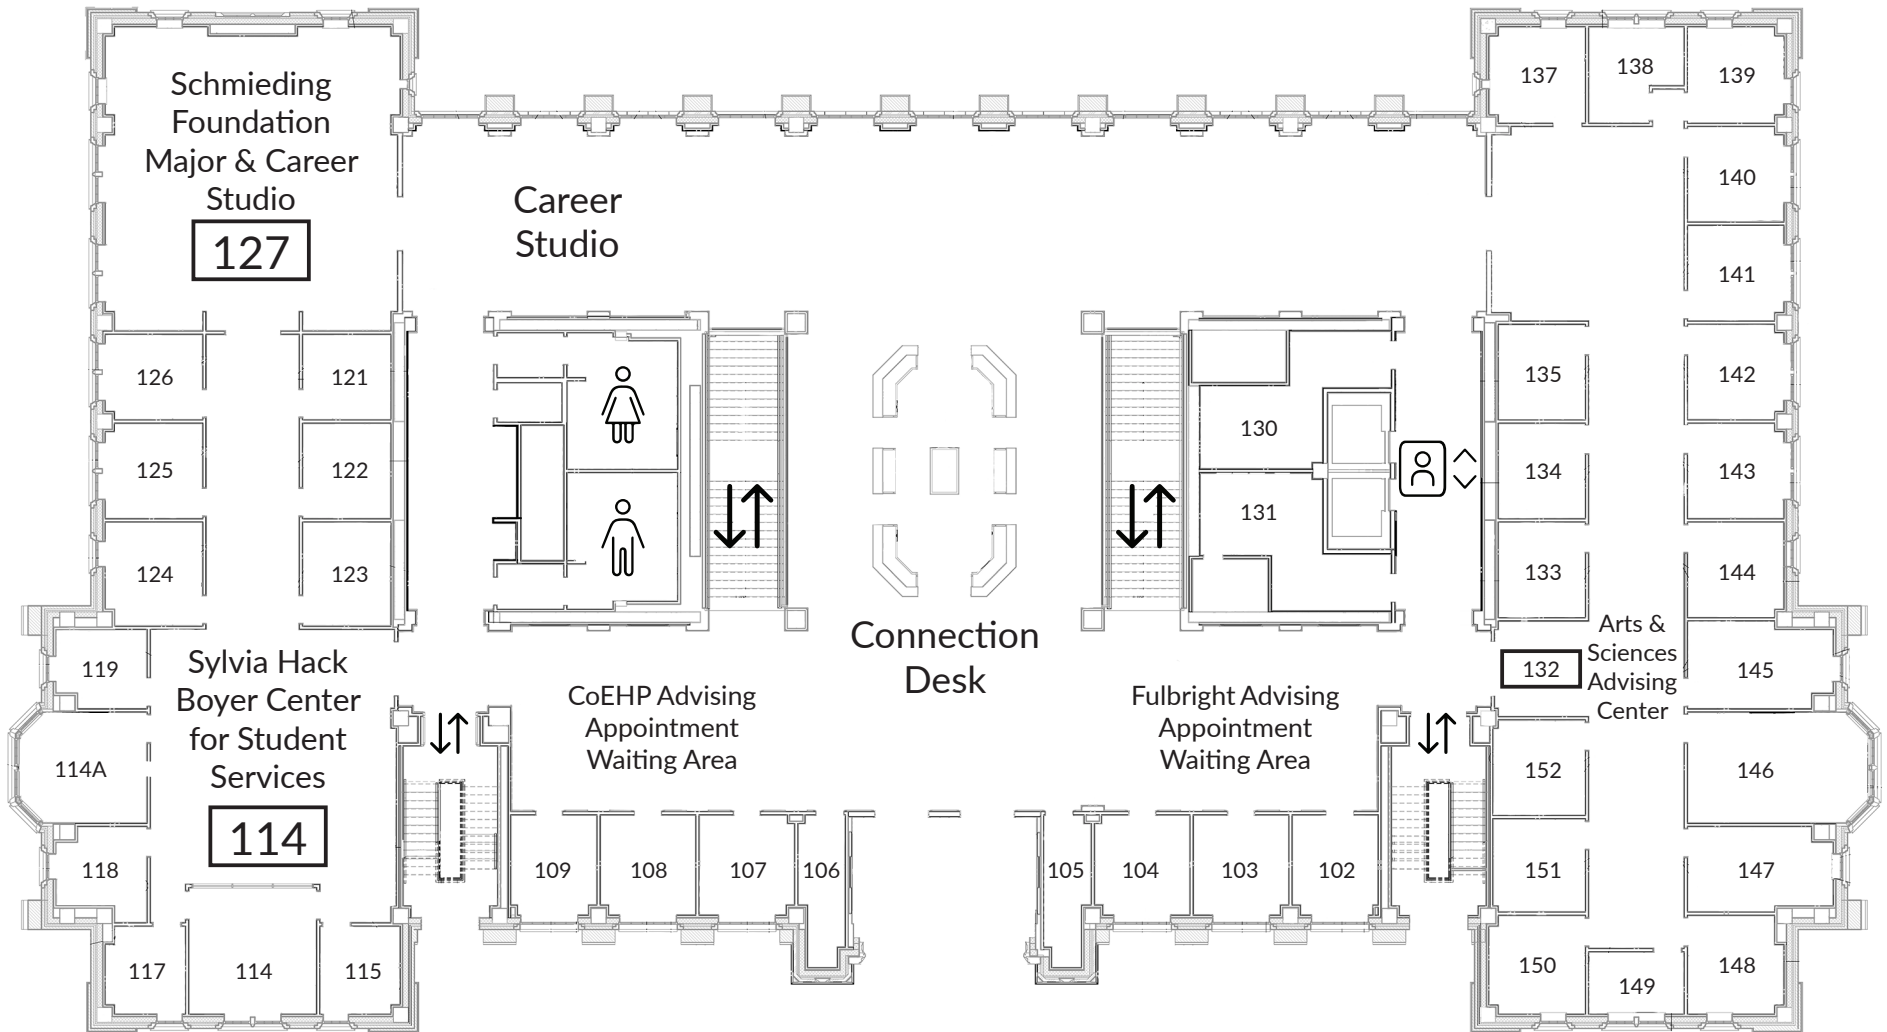 Schmieding
Foundation
Major & Career
Studio
127
Career
Studio
137
138
139
140
141
126
121
135
142
125
122
130
134
143
131
124
123
133
144
119
Sylvia Hack
Boyer Center
for Student
Services
114
114A
118
117
114
115
CoEHP Advising
Appointment
Waiting Area
Connection
Desk
Fulbright Advising
Appointment
Waiting Area
132
Arts &
Sciences
Advising
Center
145
152
146
109
108
107
106
105
104
103
102
151
147
150
149
148